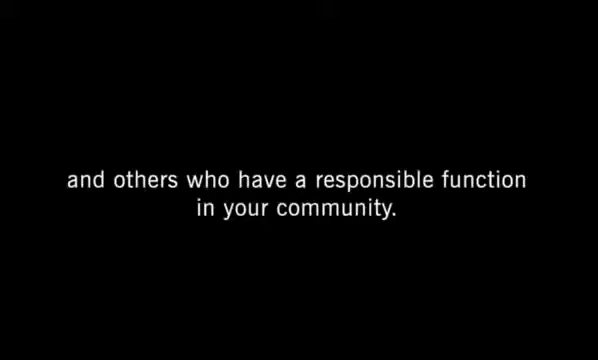 and others who have a responsible function
in your community.